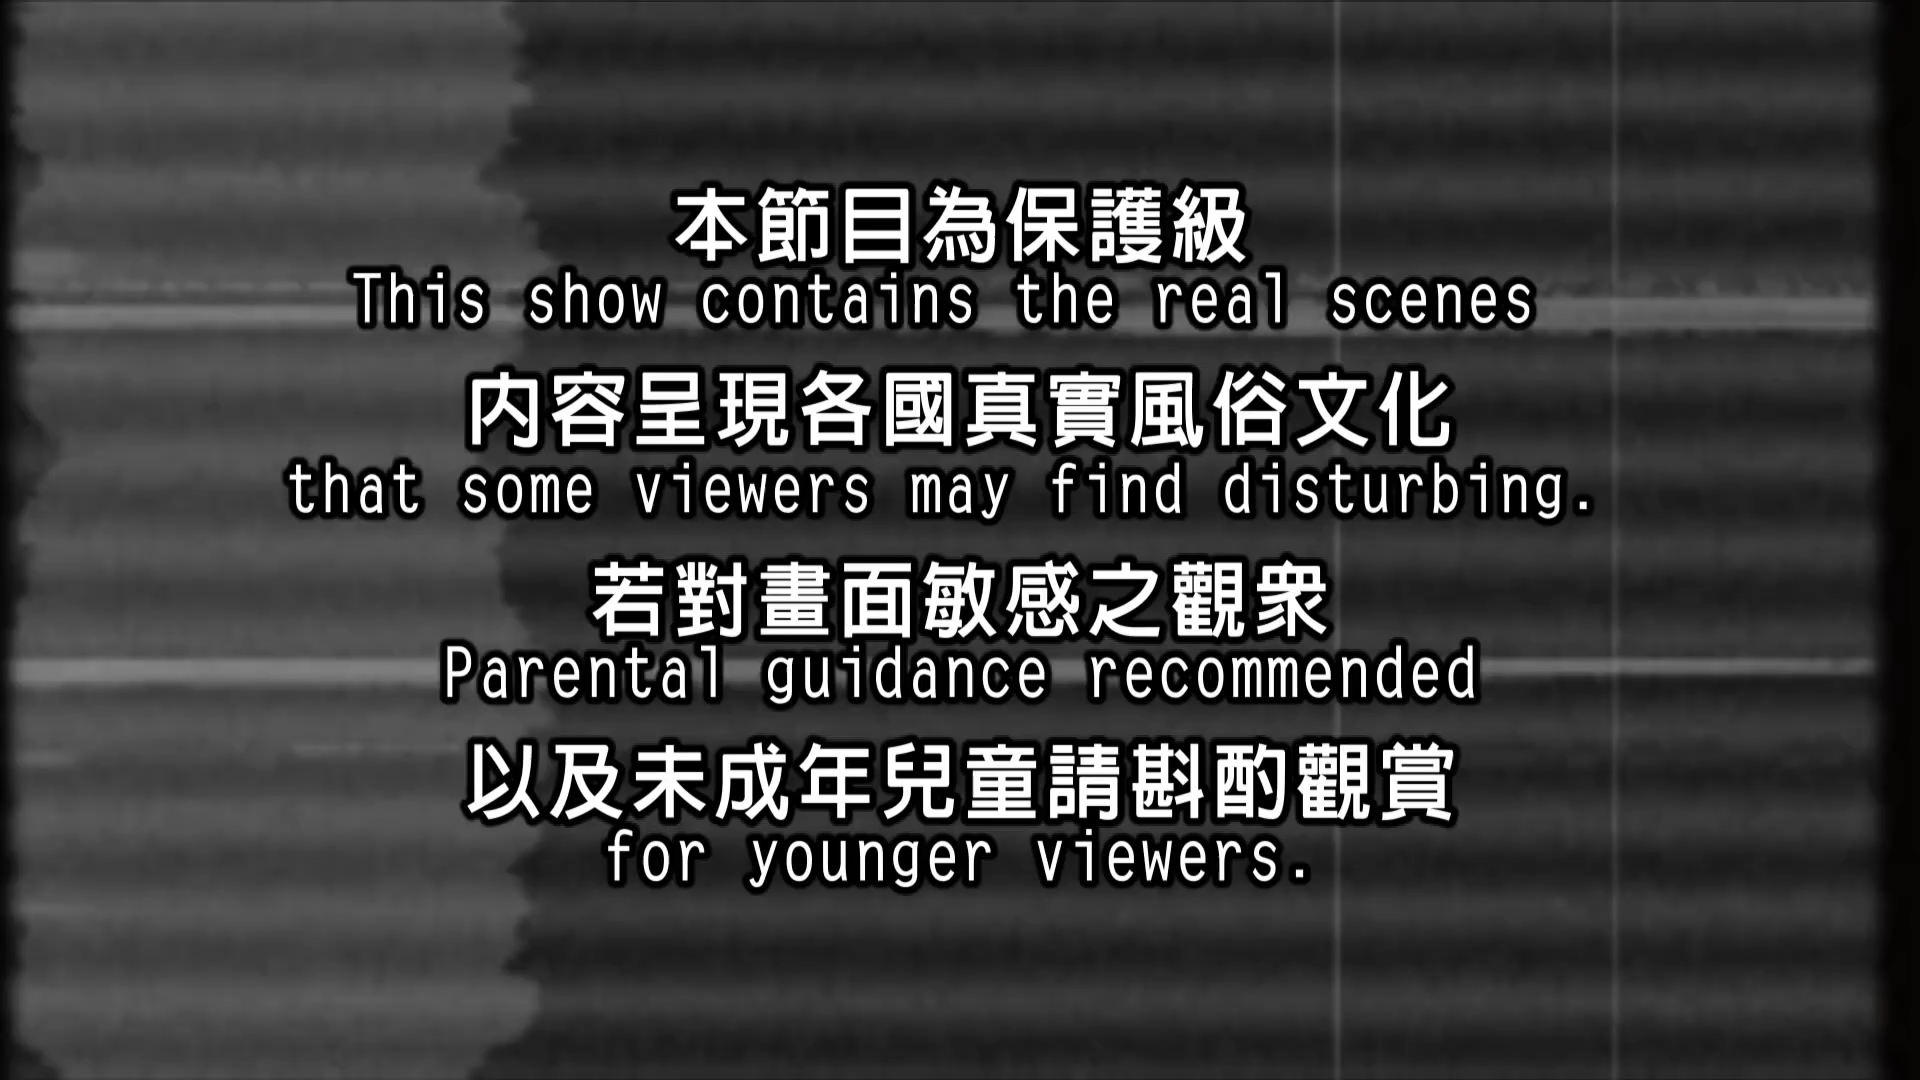 本節目為保護級
This show contains the real scenes
内容呈現各國真實風俗文化
that some viewers may find disturbing.
若對畫面敏感之觀衆
Parental guidance recommended
以及未成年兒童請斟酌觀賞
for younger viewers.